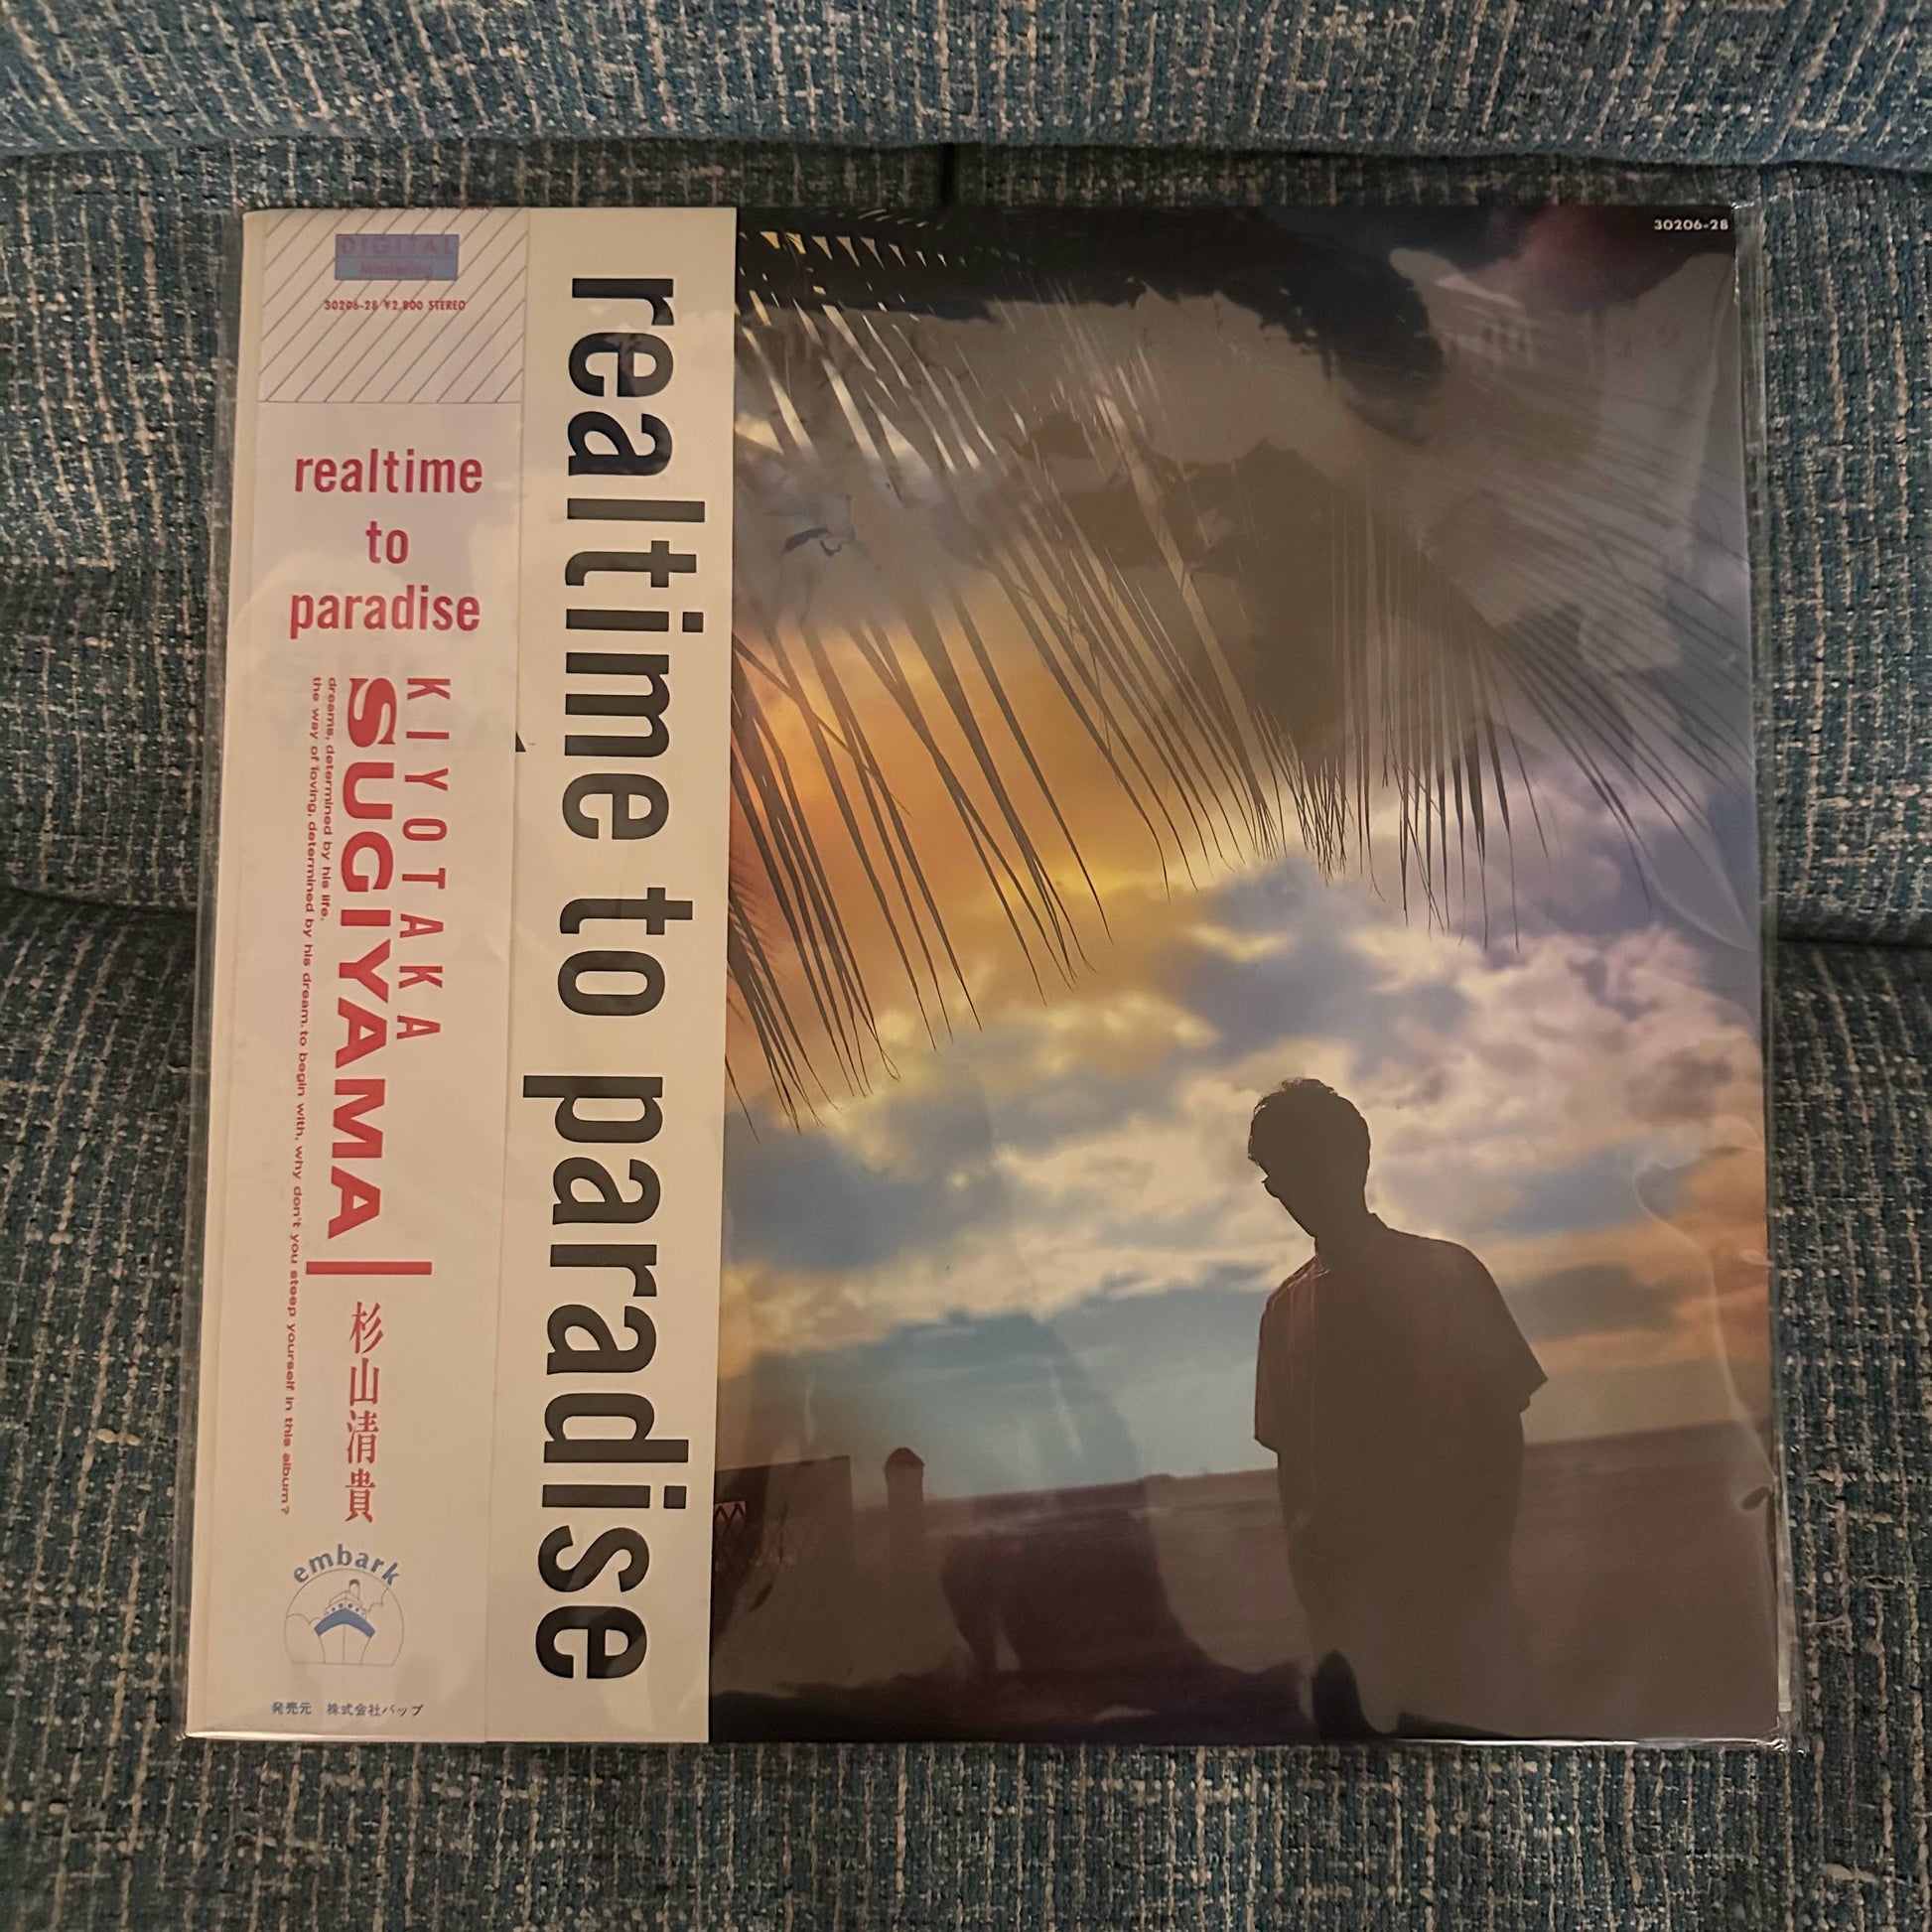 DIGITAL
Mastering
30206-28 ¥2,800 STEREO
realtime
to
paradise
KIYOTAKA
SUGIYAMA
杉山清貴
dreams, determined by his life.
the way of loving, determined by his dream. to begin with, why don't you steep yourself in this album?
embark
発売元 株式会社バップ
realtime to paradise
30206-28